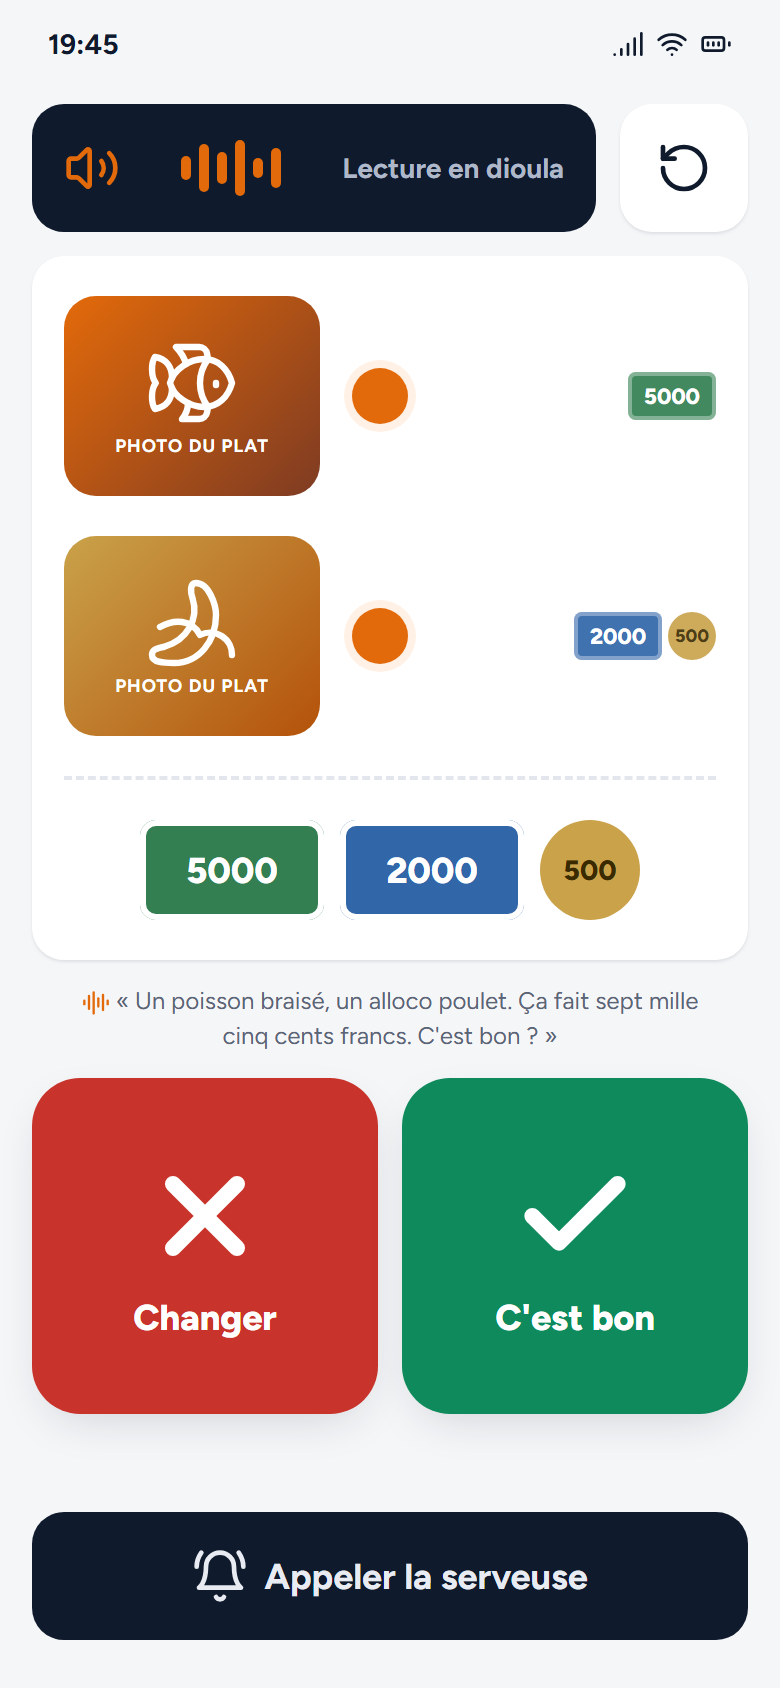 19:45
Lecture en dioula
PHOTO DU PLAT
5000
PHOTO DU PLAT
2000 500
5000 2000 500
« Un poisson braisé, un alloco poulet. Ça fait sept mille
cinq cents francs. C'est bon ? »
Changer
C'est bon
Appeler la serveuse